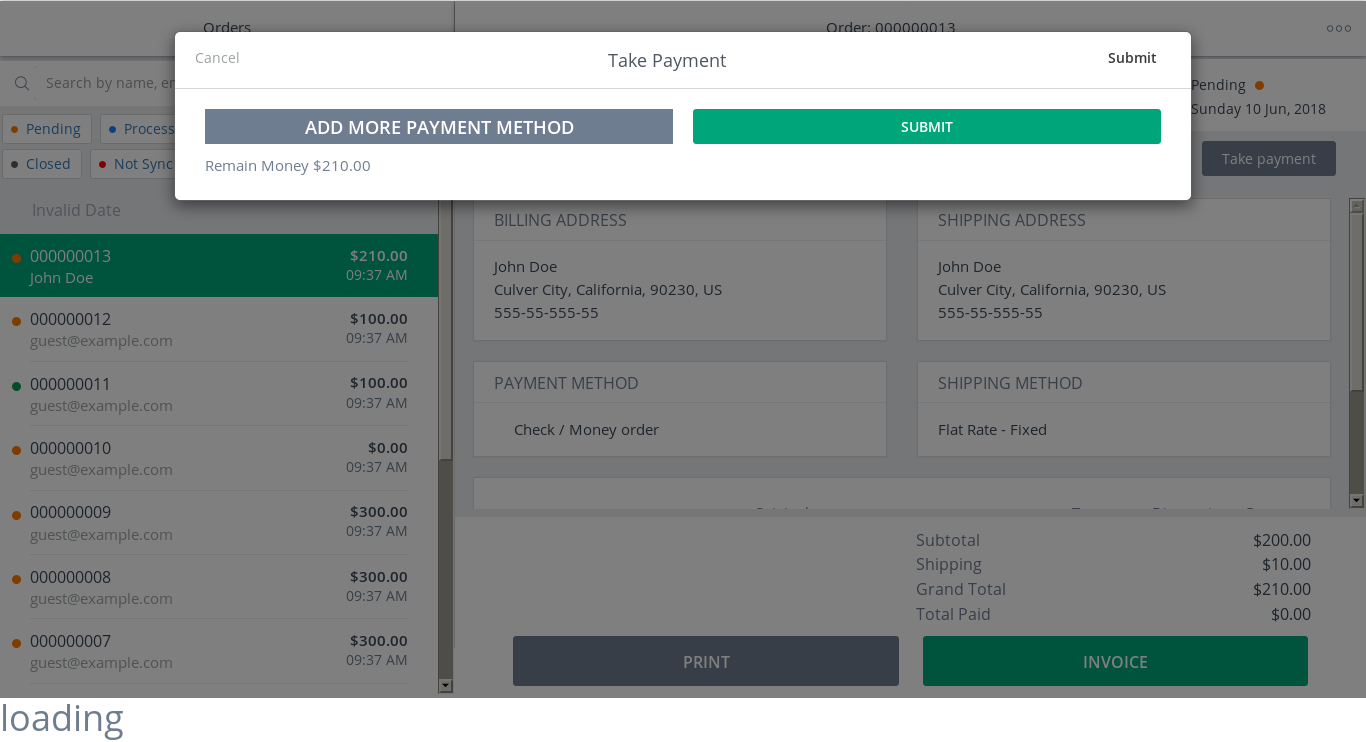 Orders
Order: 000000013
Cancel
Take Payment
Submit
Search by name, em
ADD MORE PAYMENT METHOD
SUBMIT
Remain Money $210.00
Pending
Sunday 10 Jun, 2018
Pending
Process
Closed
Not Sync
Take payment
Invalid Date
000000013
$210.00
John Doe
09:37 AM
000000012
$100.00
guest@example.com
09:37 AM
000000011
$100.00
guest@example.com
09:37 AM
000000010
$0.00
guest@example.com
09:37 AM
000000009
$300.00
guest@example.com
09:37 AM
000000008
$300.00
guest@example.com
09:37 AM
000000007
$300.00
guest@example.com
09:37 AM
BILLING ADDRESS
John Doe
Culver City, California, 90230, US
555-55-555-55
SHIPPING ADDRESS
John Doe
Culver City, California, 90230, US
555-55-555-55
PAYMENT METHOD
Check / Money order
SHIPPING METHOD
Flat Rate - Fixed
Subtotal
$200.00
Shipping
$10.00
Grand Total
$210.00
Total Paid
$0.00
PRINT
INVOICE
loading